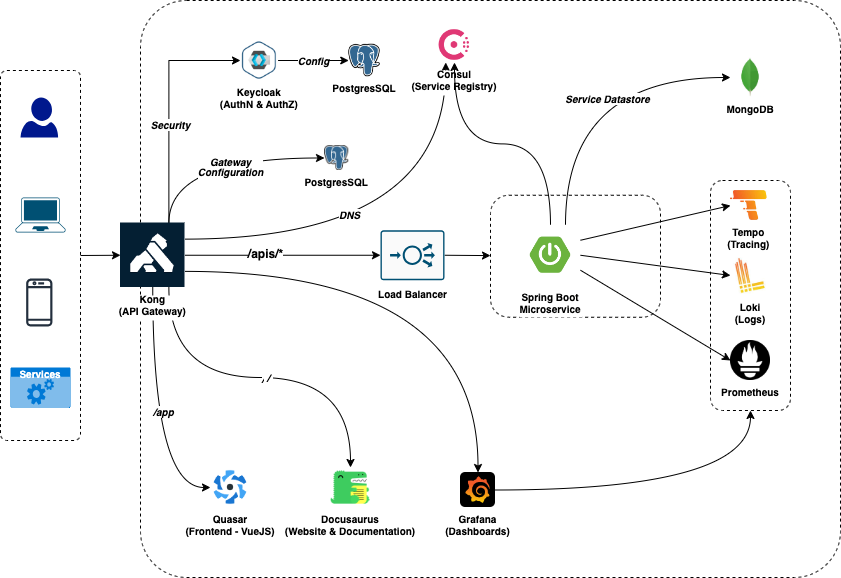 Keycloak
(AuthN & AuthZ)
Config
PostgresSQL
Consul
(Service Registry)
Service Datastore
MongoDB
Security
Gateway
Configuration
PostgresSQL
DNS
/apis/*
Kong
(API Gateway)
Load Balancer
Spring Boot
Microservice
Tempo
(Tracing)
Loki
(Logs)
Prometheus
Services
/app
Quasar
(Frontend - VueJS)
Docusaurus
(Website & Documentation)
Grafana
(Dashboards)